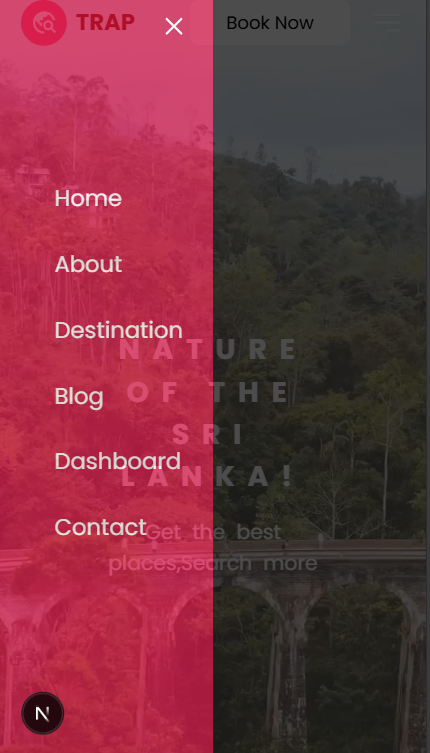 TRAP
Book Now
Home
About
Destination
Blog
Dashboard
Contact
NATURE
OF THE
SRI
LANKA!
Get the best
places,Search more
N